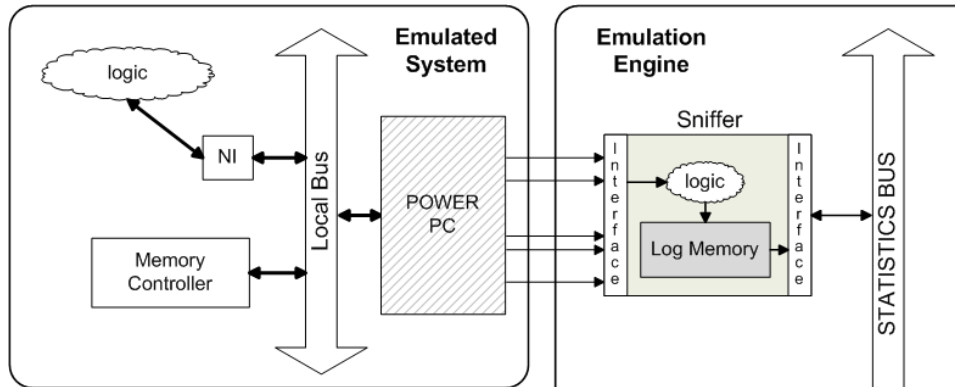 Emulated
System
logic
NI
Local Bus
POWER
PC
Memory
Controller
Emulation
Engine
Sniffer
Interface
logic
Log Memory
Interface
STATISTICS BUS